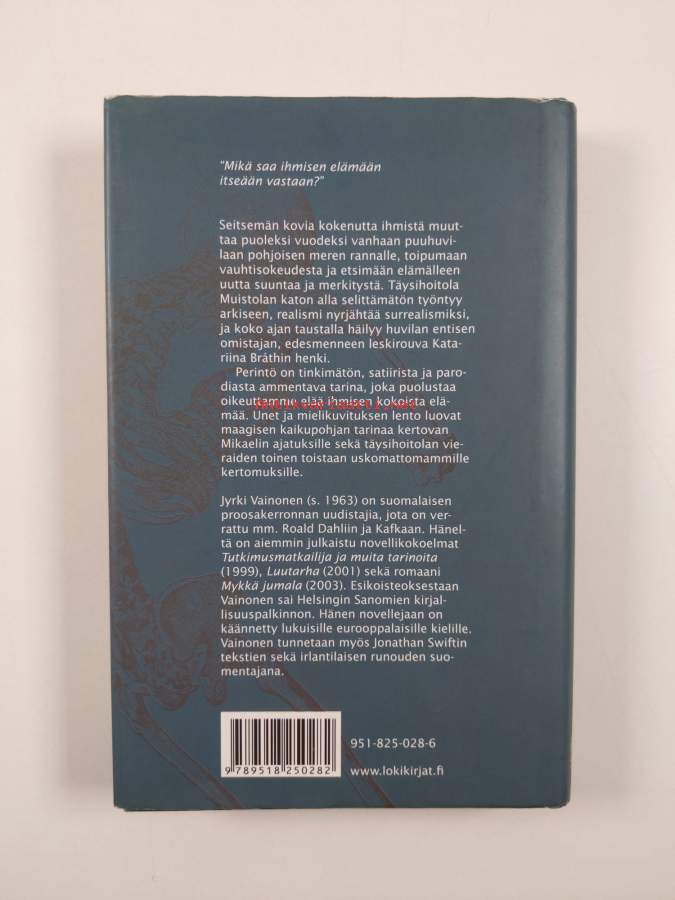 "Mikä saa ihmisen elämään
itseään vastaan?"
Seitsemän kovia kokenutta ihmistä muut-
taa puoleksi vuodeksi vanhaan puuhuvi-
laan pohjoisen meren rannalle, toipumaan
vauhtisokeudesta ja etsimään elämälleen
uutta suuntaa ja merkitystä. Täysihoitola
Muistolan katon alla selittämätön työntyy
arkiseen, realismi nyrjähtää surrealismiksi,
ja koko ajan taustalla häilyy huvilan entisen
omistajan, edesmenneen leskirouva Kata-
riina Bråthin henki.
Perintö on tinkimätön, satiirista ja paro-
diasta ammentava tarina, joka puolustaa
oikeuttamme elää ihmisen kokoista elä-
mää. Unet ja mielikuvituksen lento luovat
maagisen kaikupohjan tarinaa kertovan
Mikaelin ajatuksille sekä täysihoitolan vie-
raiden toinen toistaan uskomattomammille
kertomuksille.
Jyrki Vainonen (s. 1963) on suomalaisen
proosakerronnan uudistajia, jota on ver-
rattu mm. Roald Dahliin ja Kafkaan. Hänel-
tä on aiemmin julkaistu novellikokoelmat
Tutkimusmatkailija ja muita tarinoita
(1999), Luutarha (2001) sekä romaani
Mykkä jumala (2003). Esikoisteoksestaan
Vainonen sai Helsingin Sanomien kirjal-
lisuuspalkinnon. Hänen novellejaan on
käännetty lukuisille eurooppalaisille kielille.
Vainonen tunnetaan myös Jonathan Swiftin
tekstien sekä irlantilaisen runouden suo-
mentajana.
951-825-028-6
9 789518 250282
www.lokikirjat.fi